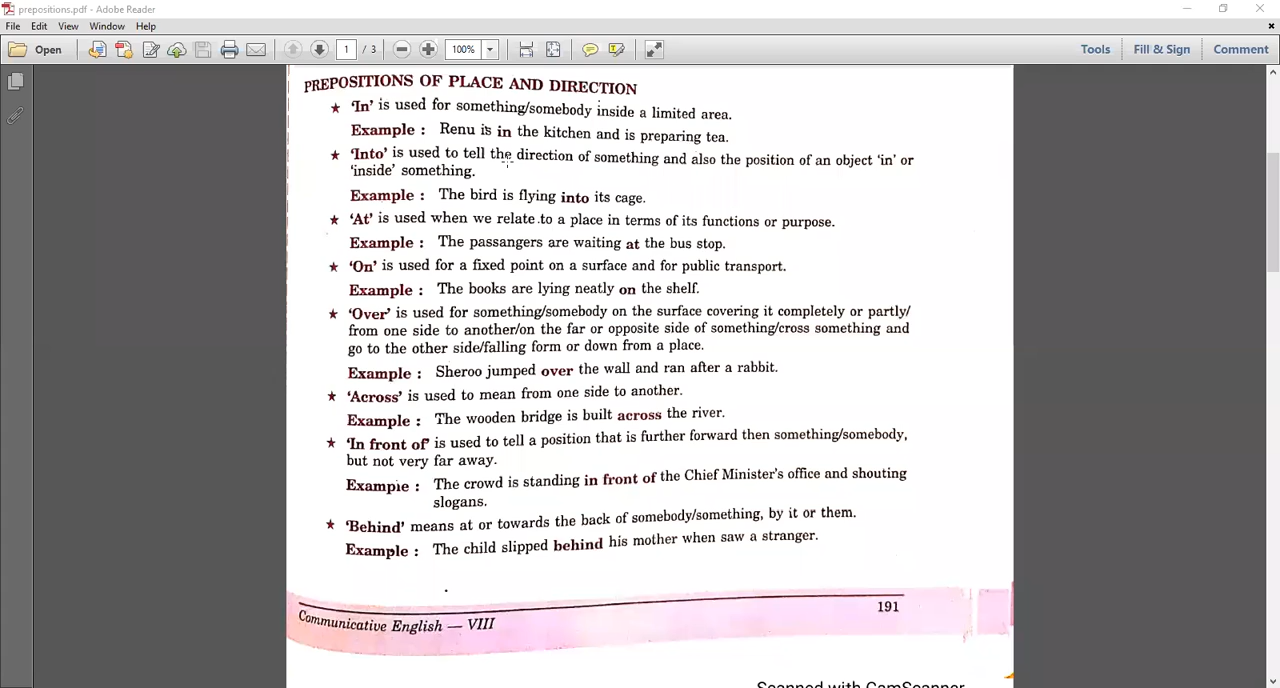 prepositions.pdf - Adobe Reader
File Edit View Window Help
Open 1 / 3 100% Tools Fill & Sign Comment
PREPOSITIONS OF PLACE AND DIRECTION
★ 'In' is used for something/somebody inside a limited area.
Example : Renu is in the kitchen and is preparing tea.
★ 'Into' is used to tell the direction of something and also the position of an object 'in' or
'inside' something.
Example : The bird is flying into its cage.
★ 'At' is used when we relate to a place in terms of its functions or purpose.
Example : The passangers are waiting at the bus stop.
★ 'On' is used for a fixed point on a surface and for public transport.
Example : The books are lying neatly on the shelf.
★ 'Over' is used for something/somebody on the surface covering it completely or partly/
from one side to another/on the far or opposite side of something/cross something and
go to the other side/falling form or down from a place.
Example : Sheroo jumped over the wall and ran after a rabbit.
★ 'Across' is used to mean from one side to another.
Example : The wooden bridge is built across the river.
★ 'In front of' is used to tell a position that is further forward then something/somebody,
but not very far away.
Example : The crowd is standing in front of the Chief Minister's office and shouting
slogans.
★ 'Behind' means at or towards the back of somebody/something, by it or them.
Example : The child slipped behind his mother when saw a stranger.
191
Communicative English — VIII
Scanned with CamScanner